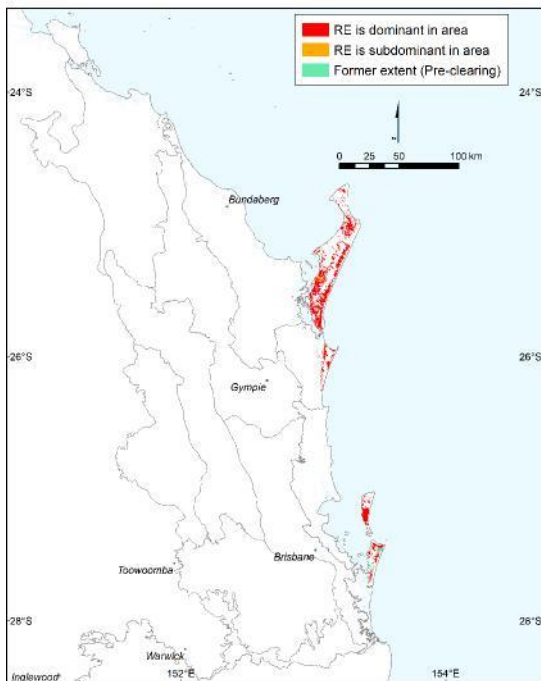 RE is dominant in area
RE is subdominant in area
Former extent (Pre-clearing)
24°S
24°S
0 25 50 100 km
Bundaberg
26°S
26°S
Gympie
Brisbane
Toowoomba
28°S
28°S
Warwick
Inglewood
152°E
154°E